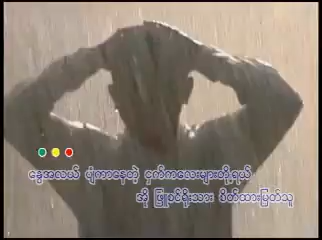 နွေအလယ် ပျံကာနေတဲ့ ငှက်ကလေးများတို့ရယ်
အို ဖြူစင်ရိုးသား မိတ်ထားမြတ်သူ